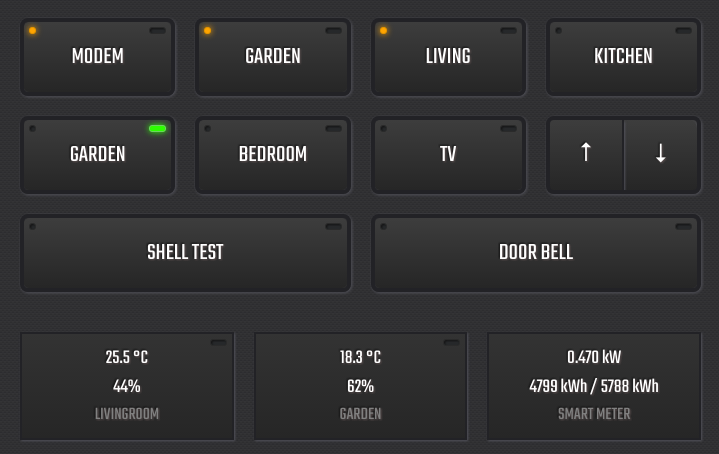 MODEM
GARDEN
LIVING
KITCHEN
GARDEN
BEDROOM
TV
↑
↓
SHELL TEST
DOOR BELL
25.5 °C
44%
LIVINGROOM
18.3 °C
62%
GARDEN
0.470 kW
4799 kWh / 5788 kWh
SMART METER